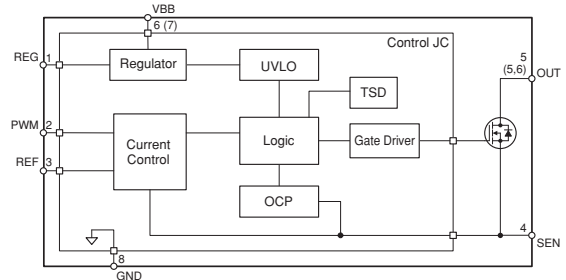 VBB
6 (7)
Control JC
REG 1
Regulator
UVLO
5
(5,6)
OUT
TSD
PWM 2
Current
Control
Logic
Gate Driver
REF 3
OCP
4
SEN
8
GND